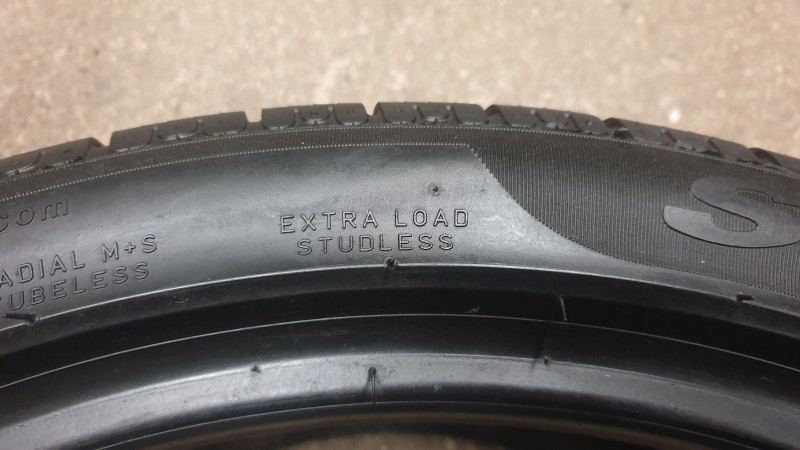 com
ADIAL M+S
UBELESS
EXTRA LOAD
STUDLESS
S